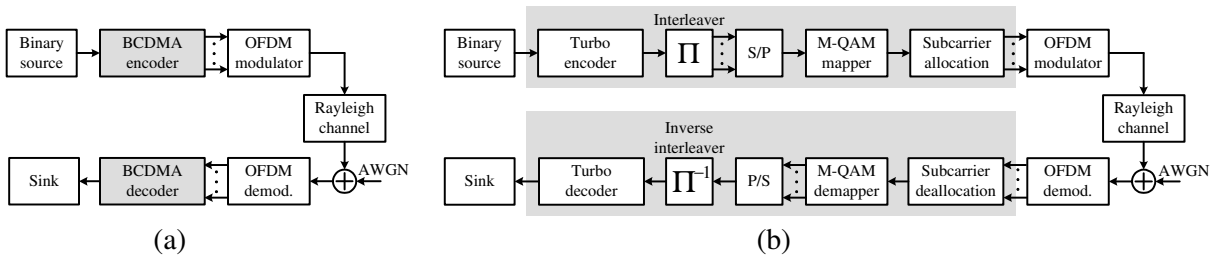 Binary source
BCDMA encoder
OFDM modulator
Rayleigh channel
AWGN
Sink
BCDMA decoder
OFDM demod.
(a)
Interleaver
Binary source
Turbo encoder
Π
S/P
M-QAM mapper
Subcarrier allocation
OFDM modulator
Rayleigh channel
AWGN
Inverse interleaver
Sink
Turbo decoder
Π-1
P/S
M-QAM demapper
Subcarrier deallocation
OFDM demod.
(b)